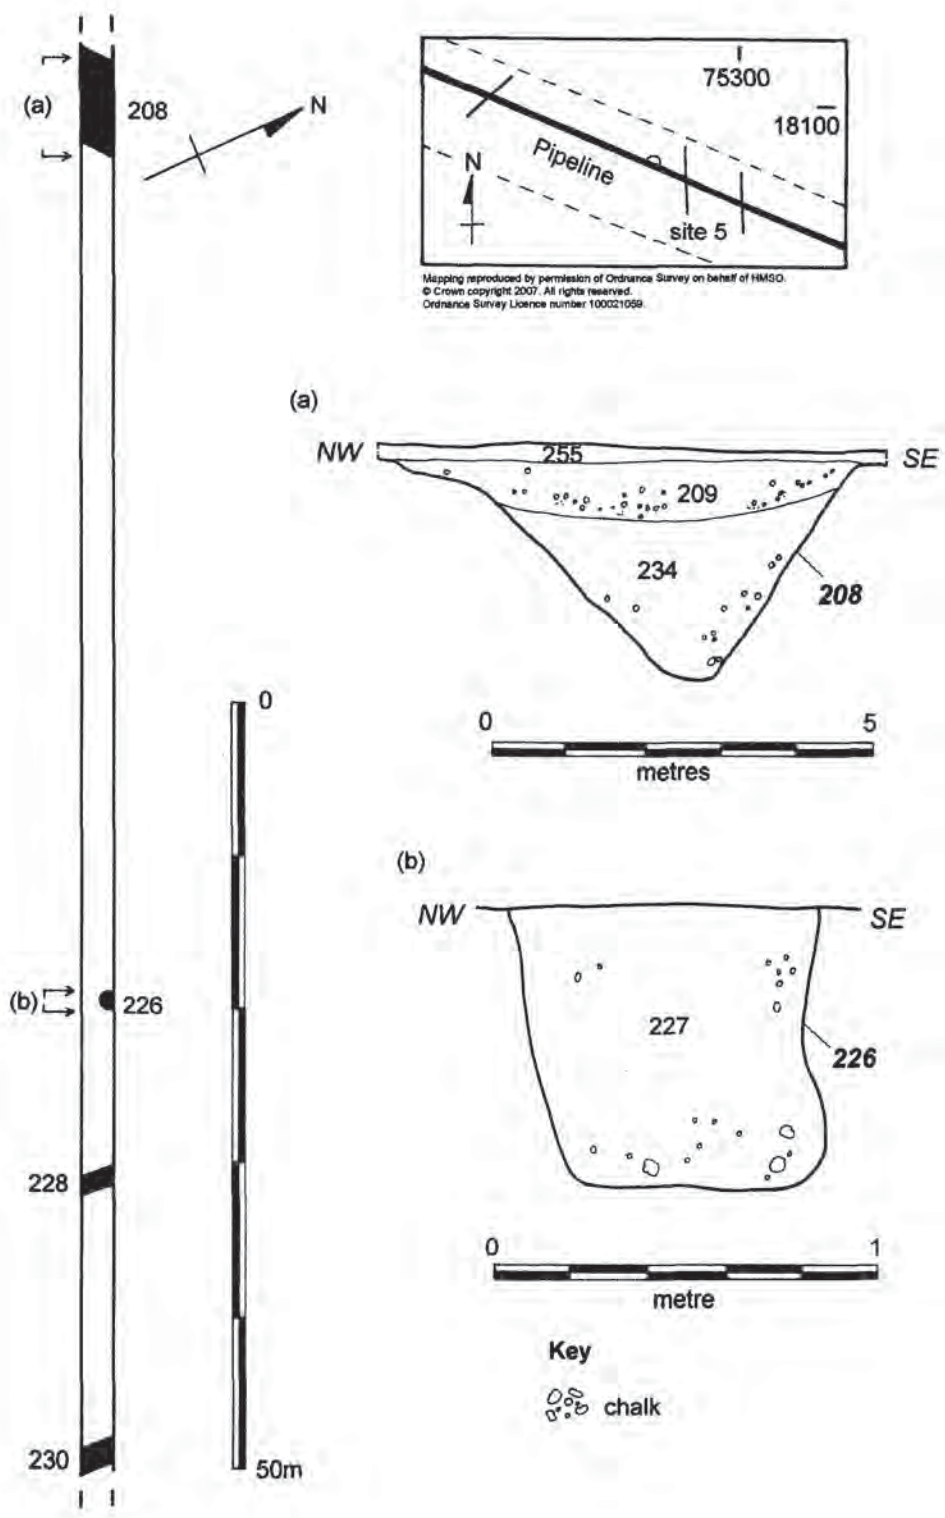 (a)
208
N
75300
18100
Pipeline
N
site 5
Mapping reproduced by permission of Ordnance Survey on behalf of HMSO.
© Crown copyright 2007. All rights reserved.
Ordnance Survey Licence number 100021059.
(a)
NW
255
SE
209
234
208
0
5
metres
0
(b)
NW
SE
(b)
226
227
226
228
0
1
metre
Key
chalk
230
50m